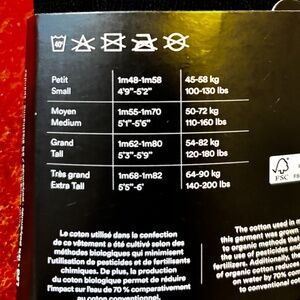 40°
Petit 1m48-1m58 45-58 kg
Small 4'9"-5'2" 100-130 lbs
Moyen 1m55-1m70 50-72 kg
Medium 5'1"-5'6" 110-160 lbs
Grand 1m62-1m80 54-82 kg
Tall 5'3"-5'9" 120-180 lbs
Très grand 1m68-1m82 64-90 kg
Extra Tall 5'5"-6' 140-200 lbs
FSC
Le coton utilisé dans la confection
de ce vêtement a été cultivé selon des
méthodes biologiques qui minimisent
l'utilisation de pesticides et de fertilisants
chimiques. De plus, la production
du coton biologique permet de réduire
l'impact sur l'eau de 70 % comparativement
au coton conventionnel.
The cotton used in
this garment was grown
organic methods that
the use of pesticides a
fertilizers. Additionally, th
of organic cotton reduces
on water by 70% com
to conventional co